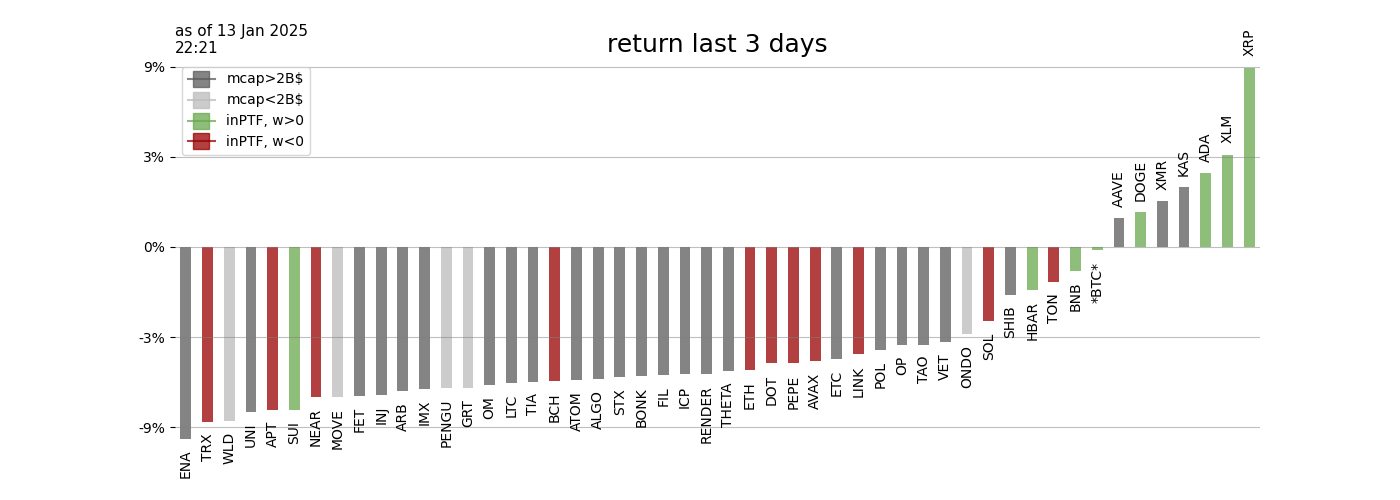 as of 13 Jan 2025
22:21
return last 3 days
mcap>2B$
mcap<2B$
inPTF, w>0
inPTF, w<0
9%
3%
0%
-3%
-9%
ENA
TRX
WLD
UNI
APT
SUI
NEAR
MOVE
FET
INJ
ARB
IMX
PENGU
GRT
OM
LTC
TIA
BCH
ATOM
ALGO
STX
BONK
FIL
ICP
RENDER
THETA
ETH
DOT
PEPE
AVAX
ETC
LINK
POL
OP
TAO
VET
ONDO
SOL
SHIB
HBAR
TON
BNB
*BTC*
AAVE
DOGE
XMR
KAS
ADA
XLM
XRP